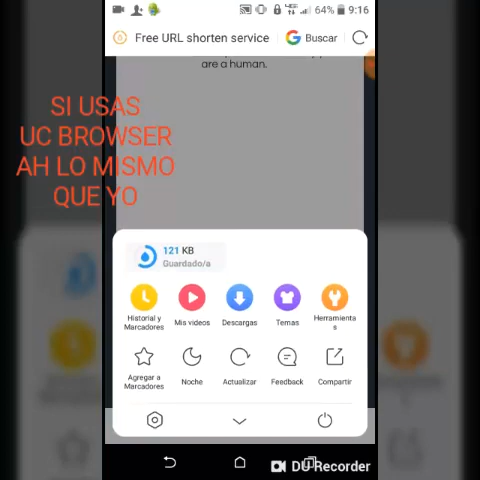 64% 9:16
Free URL shorten service Buscar
are a human.
SI USAS
UC BROWSER
AH LO MISMO
QUE YO
121 KB
Guardado/a
Historial y
Marcadores
Mis videos
Descargas
Temas
Herramienta
s
Agregar a
Marcadores
Noche
Actualizar
Feedback
Compartir
DU Recorder